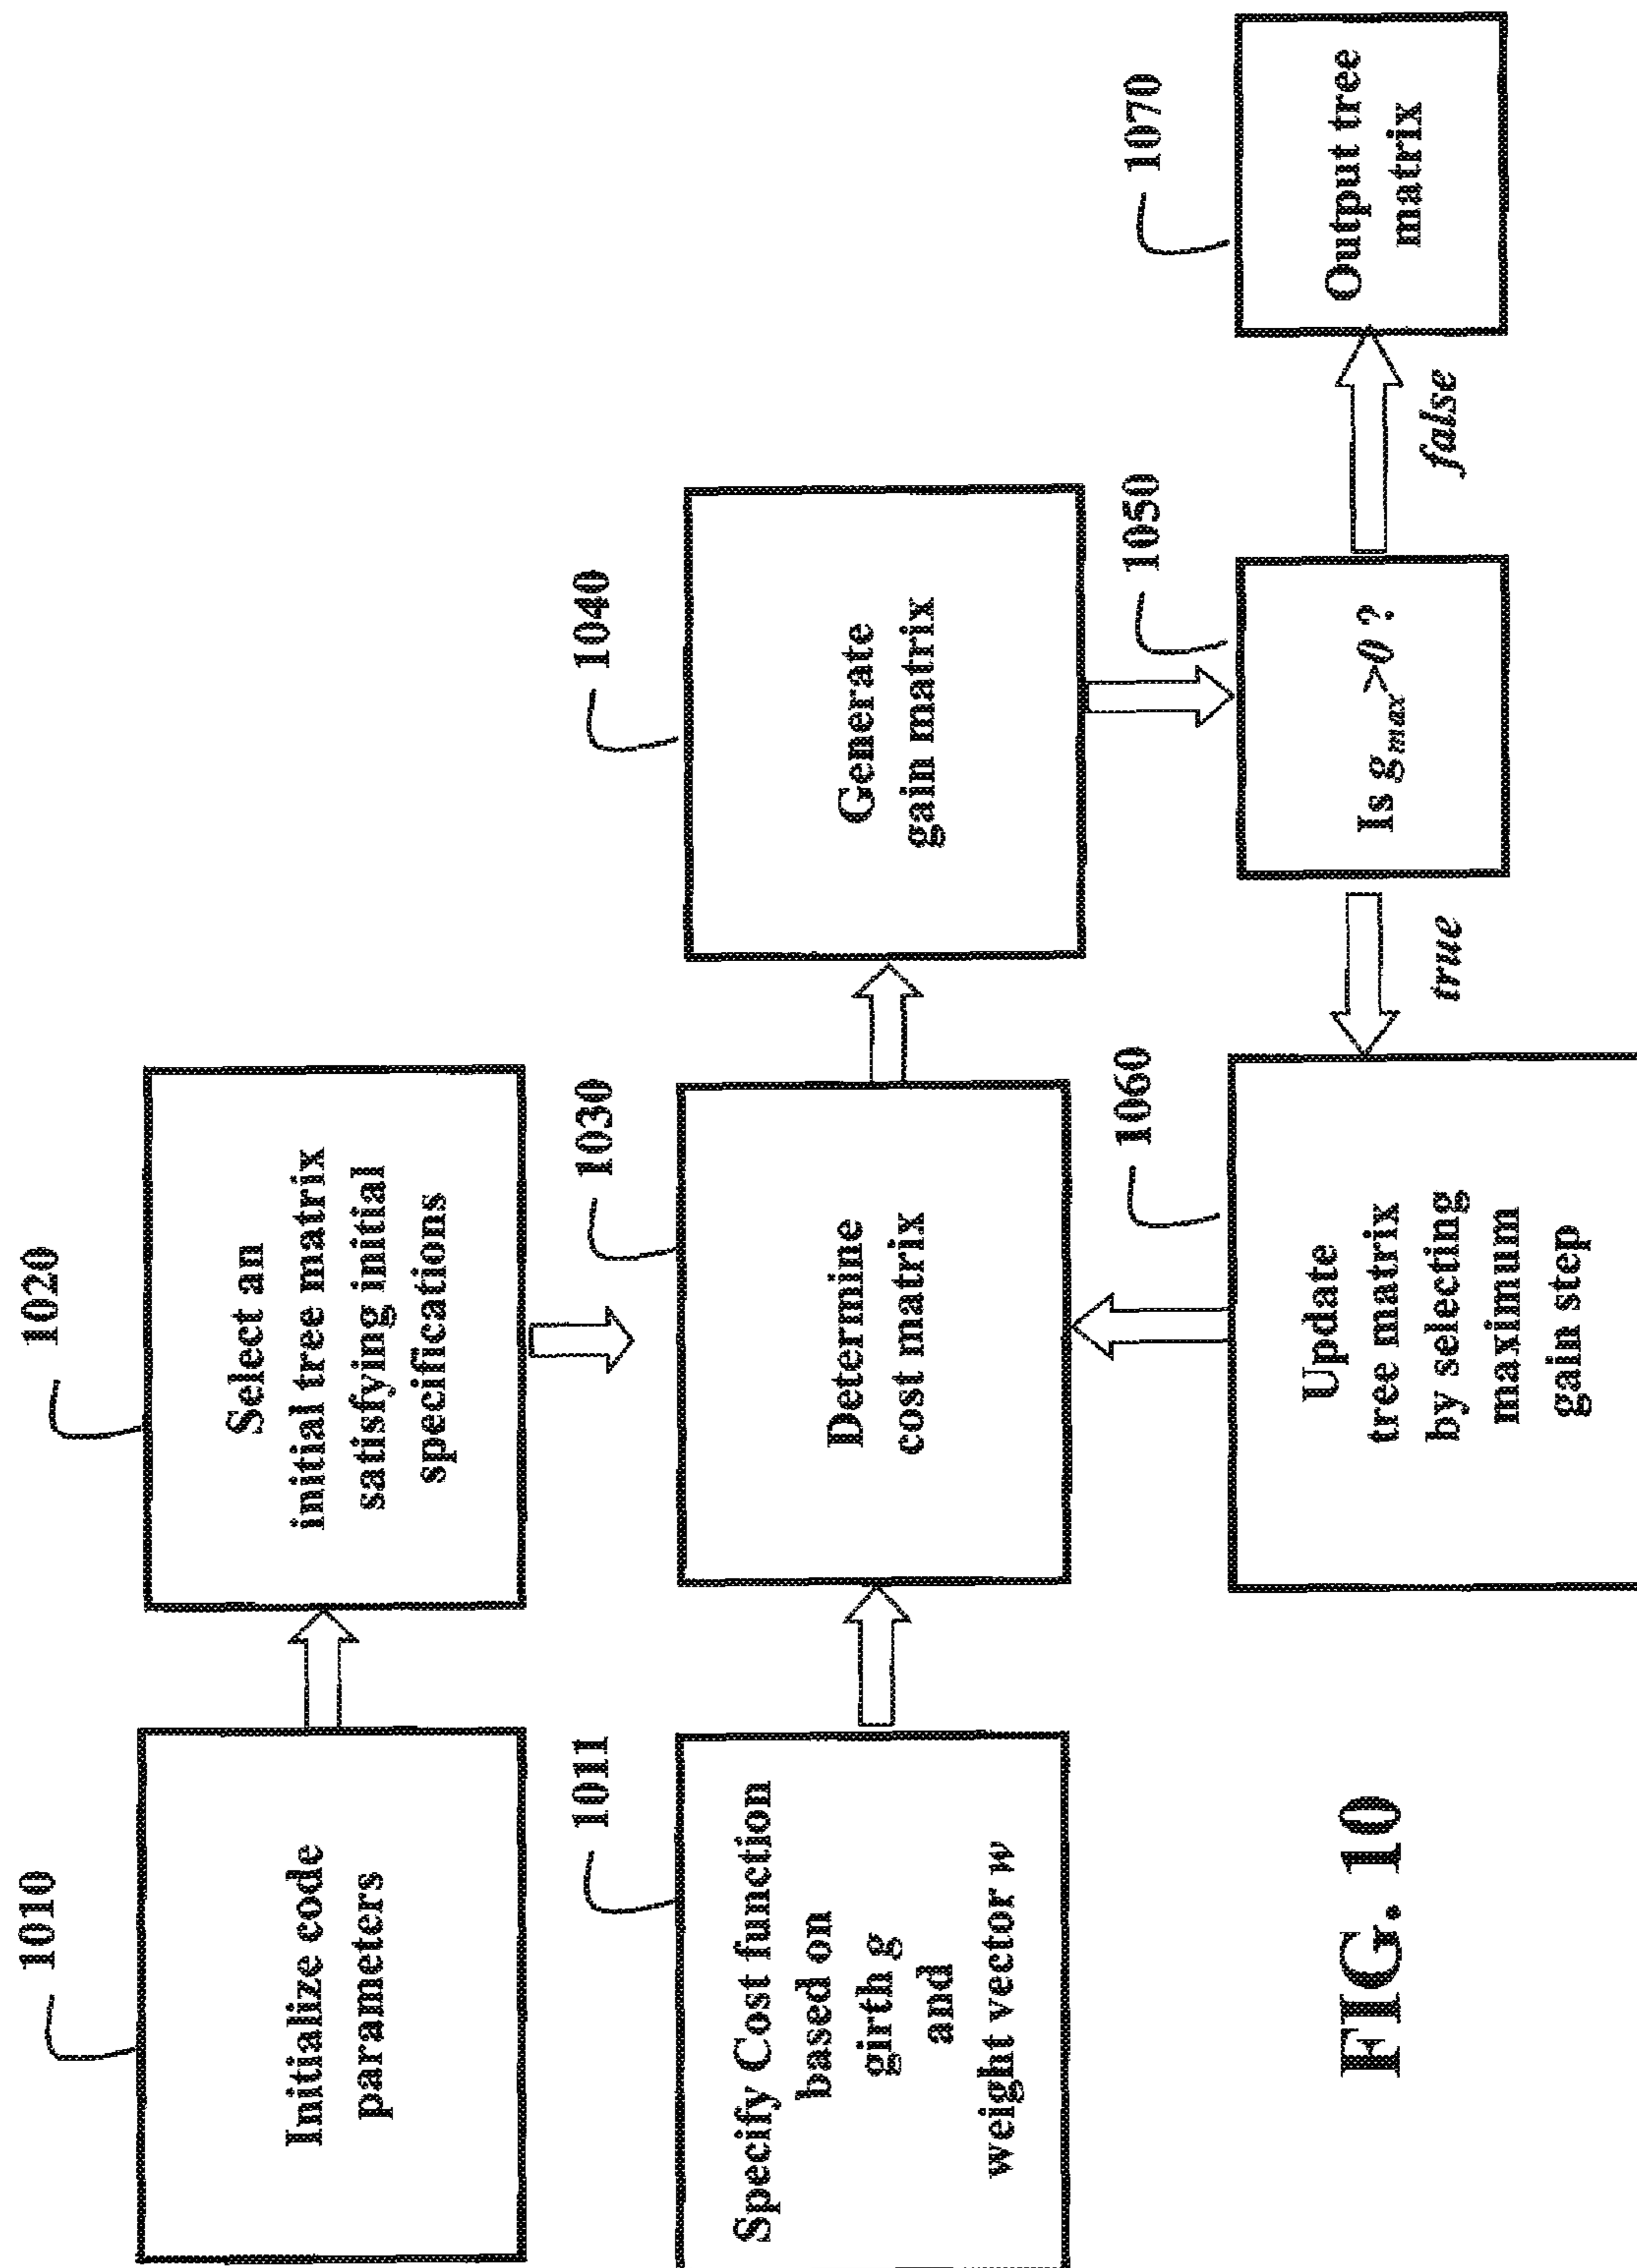 1010
Initialize code
parameters
1020
Select an
initial tree matrix
satisfying initial
specifications
1011
Specify Cost function
based on
girth g
and
weight vector w
1030
Determine
cost matrix
1040
Generate
gain matrix
1050
Is gmax>0 ?
true
false
1060
Update
tree matrix
by selecting
maximum
gain step
1070
Output tree
matrix
FIG. 10